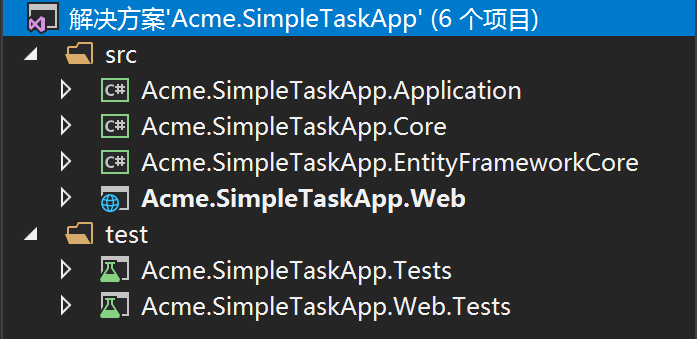 解决方案'Acme.SimpleTaskApp' (6 个项目)
src
C# Acme.SimpleTaskApp.Application
C# Acme.SimpleTaskApp.Core
C# Acme.SimpleTaskApp.EntityFrameworkCore
Acme.SimpleTaskApp.Web
test
Acme.SimpleTaskApp.Tests
Acme.SimpleTaskApp.Web.Tests